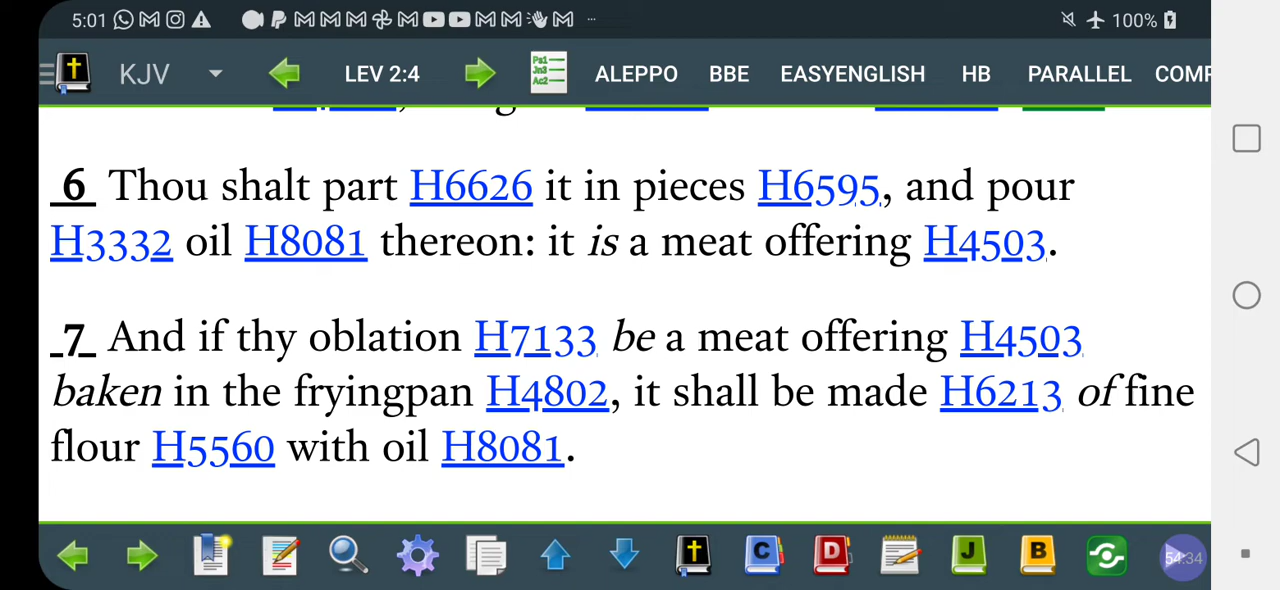 5:01 100%
KJV LEV 2:4 ALEPPO BBE EASYENGLISH HB PARALLEL
6 Thou shalt part H6626 it in pieces H6595, and pour
H3332 oil H8081 thereon: it is a meat offering H4503.
7 And if thy oblation H7133 be a meat offering H4503
baken in the fryingpan H4802, it shall be made H6213 of fine
flour H5560 with oil H8081.
C D J B 54:34